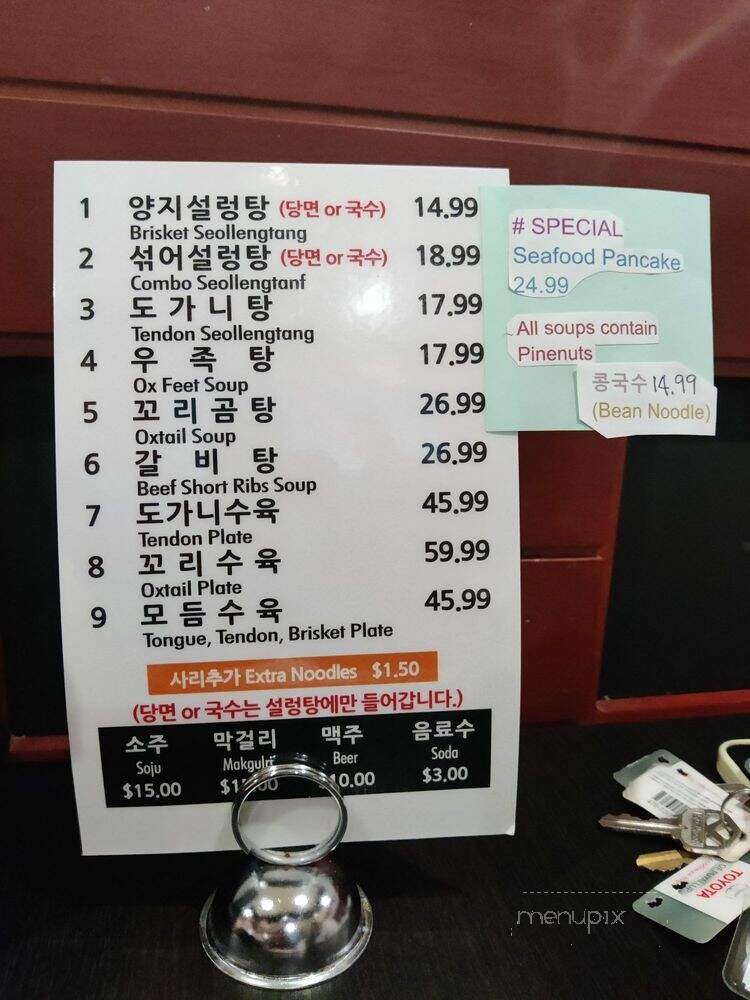 1 양지설렁탕 (당면 or 국수) 14.99
Brisket Seollengtang
2 섞어설렁탕 (당면 or 국수) 18.99
Combo Seollengtanf
3 도가니탕 17.99
Tendon Seollengtang
4 우족탕 17.99
Ox Feet Soup
5 꼬리곰탕 26.99
Oxtail Soup
6 갈비탕 26.99
Beef Short Ribs Soup
7 도가니수육 45.99
Tendon Plate
8 꼬리수육 59.99
Oxtail Plate
9 모듬수육 45.99
Tongue, Tendon, Brisket Plate
사리추가 Extra Noodles $1.50
(당면 or 국수는 설렁탕에만 들어갑니다.)
소주 막걸리 맥주 음료수
Soju Makgulri Beer Soda
$15.00 $3.00
# SPECIAL
Seafood Pancake
24.99
All soups contain
Pinenuts
콩국수 14.99
(Bean Noodle)
TOYOTA
menupix